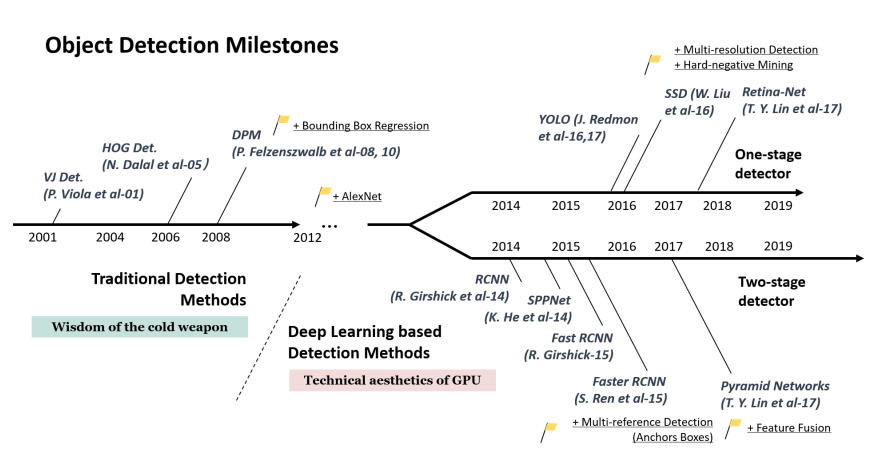 Object Detection Milestones
+ Multi-resolution Detection
+ Hard-negative Mining
SSD (W. Liu
et al-16)
Retina-Net
(T. Y. Lin et al-17)
YOLO (J. Redmon
et al-16,17)
DPM
(P. Felzenszwalb et al-08, 10)
+ Bounding Box Regression
HOG Det.
(N. Dalal et al-05)
VJ Det.
(P. Viola et al-01)
+ AlexNet
...
One-stage
detector
2014 2015 2016 2017 2018 2019
2001 2004 2006 2008 2012
2014 2015 2016 2017 2018 2019
Two-stage
detector
Traditional Detection
Methods
Wisdom of the cold weapon
Deep Learning based
Detection Methods
Technical aesthetics of GPU
RCNN
(R. Girshick et al-14)
SPPNet
(K. He et al-14)
Fast RCNN
(R. Girshick-15)
Faster RCNN
(S. Ren et al-15)
+ Multi-reference Detection
(Anchors Boxes)
Pyramid Networks
(T. Y. Lin et al-17)
+ Feature Fusion